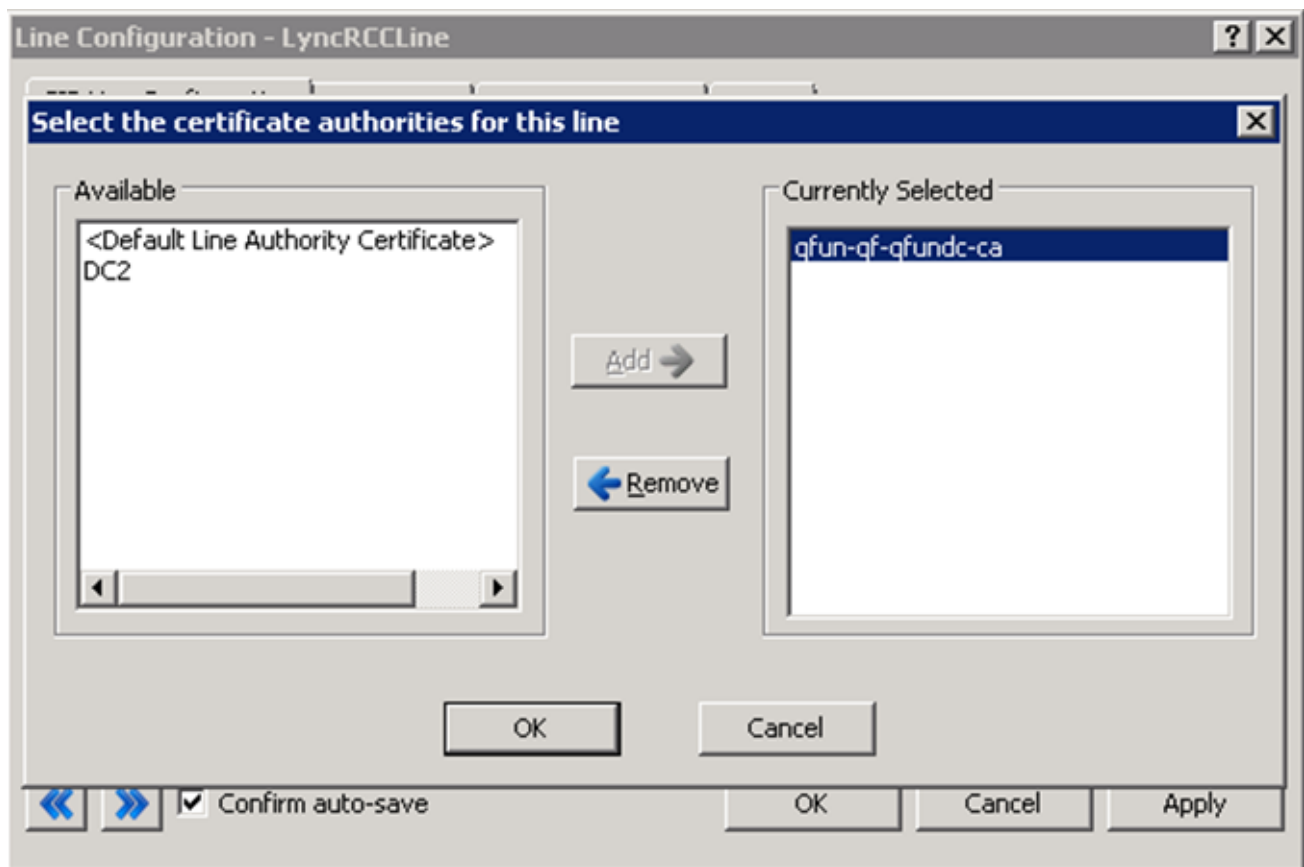 Line Configuration - LyncRCCLine
Select the certificate authorities for this line
Available
<Default Line Authority Certificate>
DC2
Add
Remove
Currently Selected
qfun-qf-qfundc-ca
OK
Cancel
Confirm auto-save
OK
Cancel
Apply